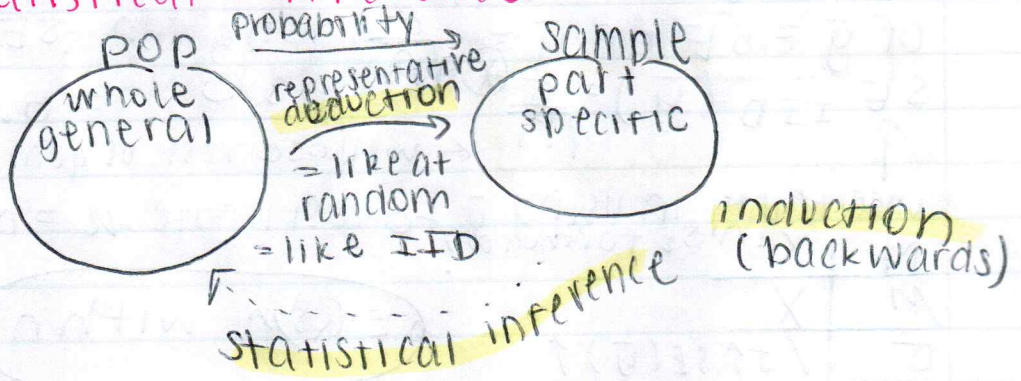 pop
probability
sample
whole
general
representative
deduction
part
specific
= like at
random
= like IID
induction
(backwards)
statistical inference